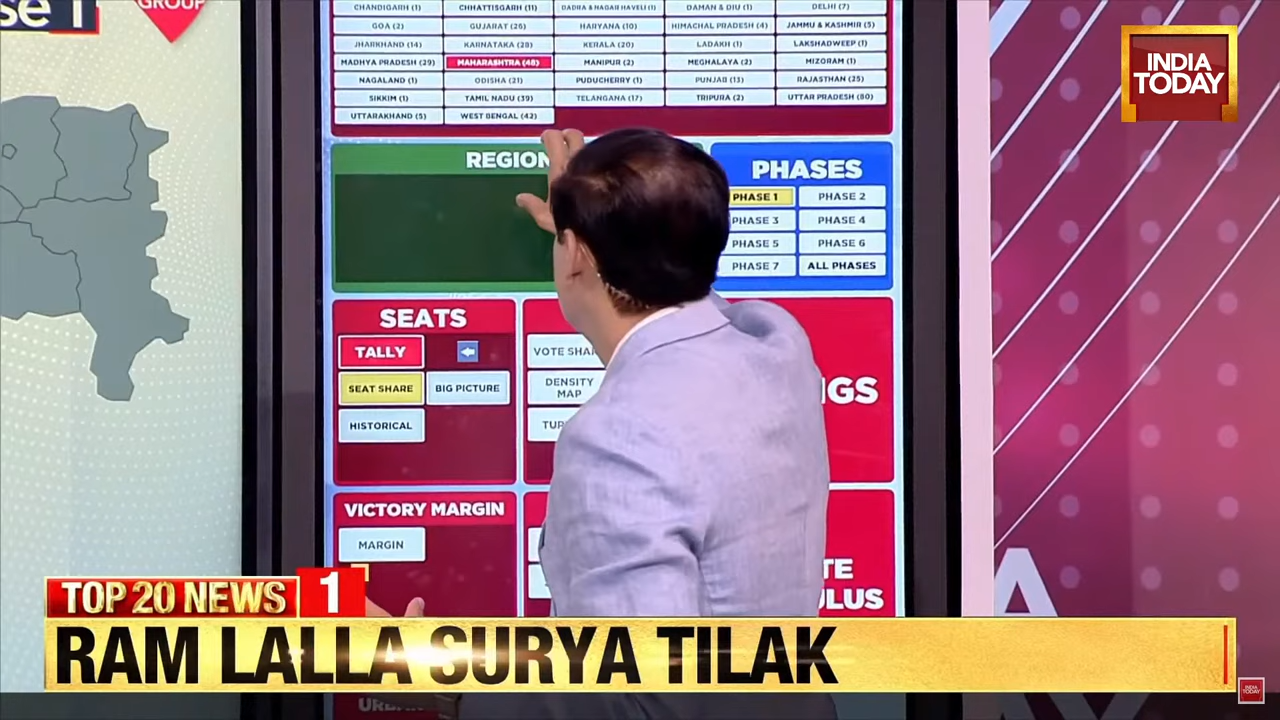 se 1
GROUP
CHANDIGARH (1)
CHHATTISGARH (11)
DADRA & NAGAR HAVELI (1)
DAMAN & DIU (1)
DELHI (7)
GOA (2)
GUJARAT (26)
HARYANA (10)
HIMACHAL PRADESH (4)
JAMMU & KASHMIR (5)
JHARKHAND (14)
KARNATAKA (28)
KERALA (20)
LADAKH (1)
LAKSHADWEEP (1)
MADHYA PRADESH (29)
MAHARASHTRA (48)
MANIPUR (2)
MEGHALAYA (2)
MIZORAM (1)
NAGALAND (1)
ODISHA (21)
PUDUCHERRY (1)
PUNJAB (13)
RAJASTHAN (25)
SIKKIM (1)
TAMIL NADU (39)
TELANGANA (17)
TRIPURA (2)
UTTAR PRADESH (80)
UTTARAKHAND (5)
WEST BENGAL (42)
INDIA
TODAY
REGION
PHASES
PHASE 1
PHASE 2
PHASE 3
PHASE 4
PHASE 5
PHASE 6
PHASE 7
ALL PHASES
SEATS
TALLY
SEAT SHARE
BIG PICTURE
HISTORICAL
VOTE SHA
DENSITY
MAP
TUR
NGS
VICTORY MARGIN
MARGIN
TE
ULUS
TOP 20 NEWS
1
RAM LALLA SURYA TILAK
A
INDIA
TODAY